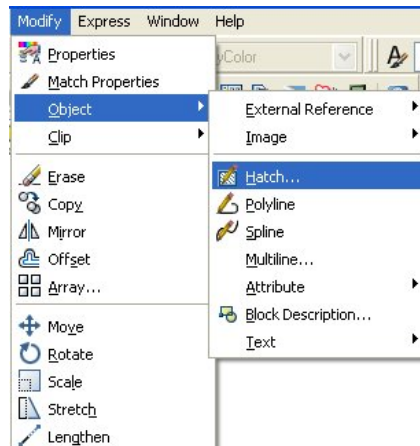 Modify Express Window Help
Properties
Match Properties
Object
Clip
Erase
Copy
Mirror
Offset
Array...
Move
Rotate
Scale
Stretch
Lengthen
External Reference
Image
Hatch...
Polyline
Spline
Multiline...
Attribute
Block Description...
Text